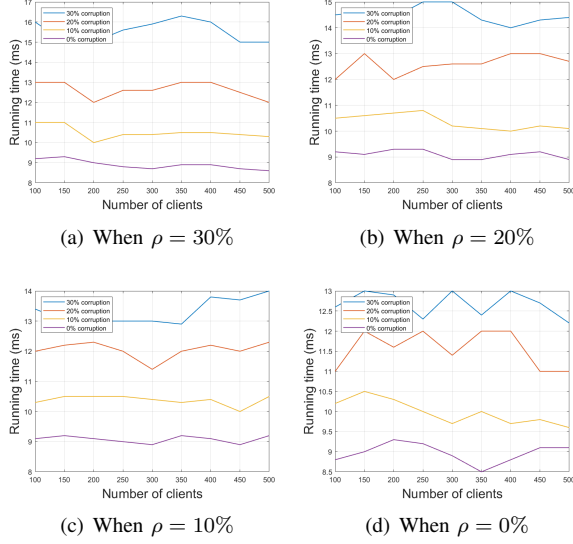 17
16
15
14
13
12
11
10
9
8
Running time (ms)
30% corruption
20% corruption
10% corruption
0% corruption
100 150 200 250 300 350 400 450 500
Number of clients
(a) When ρ = 30%
15
14
13
12
11
10
9
8
Running time (ms)
30% corruption
20% corruption
10% corruption
0% corruption
100 150 200 250 300 350 400 450 500
Number of clients
(b) When ρ = 20%
14
13
12
11
10
9
8
Running time (ms)
30% corruption
20% corruption
10% corruption
0% corruption
100 150 200 250 300 350 400 450 500
Number of clients
(c) When ρ = 10%
13
12.5
12
11.5
11
10.5
10
9.5
9
8.5
Running time (ms)
30% corruption
20% corruption
10% corruption
0% corruption
100 150 200 250 300 350 400 450 500
Number of clients
(d) When ρ = 0%